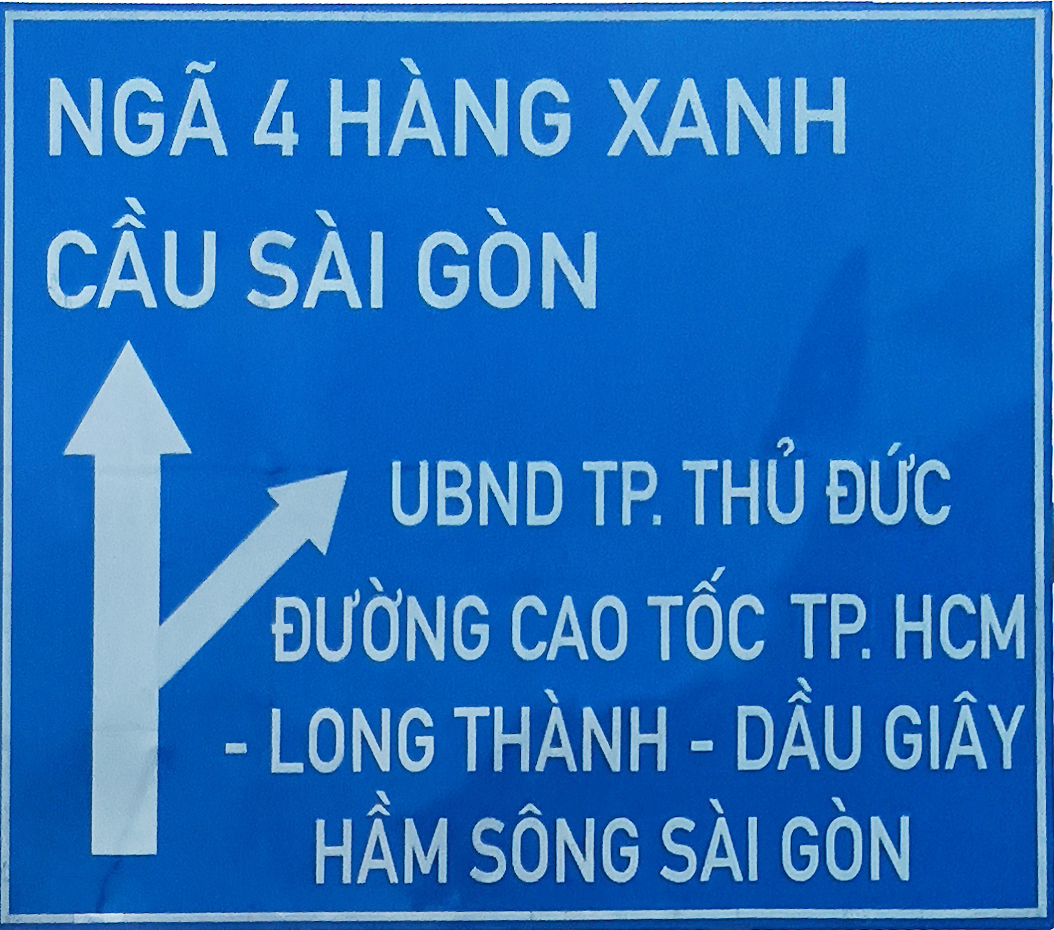 NGÃ 4 HÀNG XANH
CẦU SÀI GÒN
UBND TP. THỦ ĐỨC
ĐƯỜNG CAO TỐC TP. HCM
- LONG THÀNH - DẦU GIÂY
HẦM SÔNG SÀI GÒN